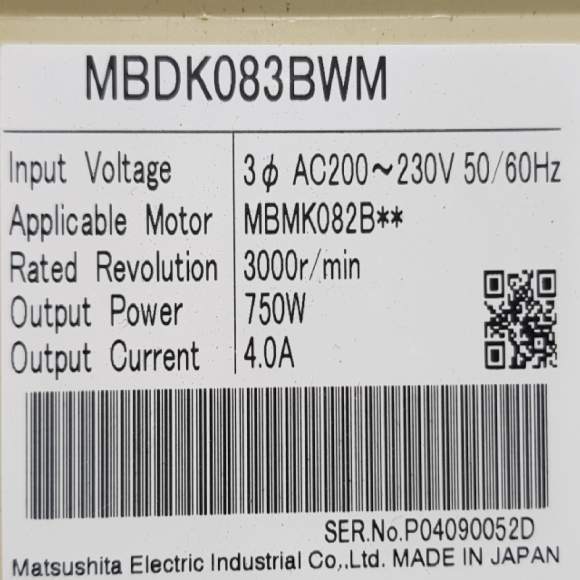 MBDK083BWM
Input Voltage 3φ AC200~230V 50/60Hz
Applicable Motor MBMK082B**
Rated Revolution 3000r/min
Output Power 750W
Output Current 4.0A
SER.No.P04090052D
Matsushita Electric Industrial Co,.Ltd. MADE IN JAPAN